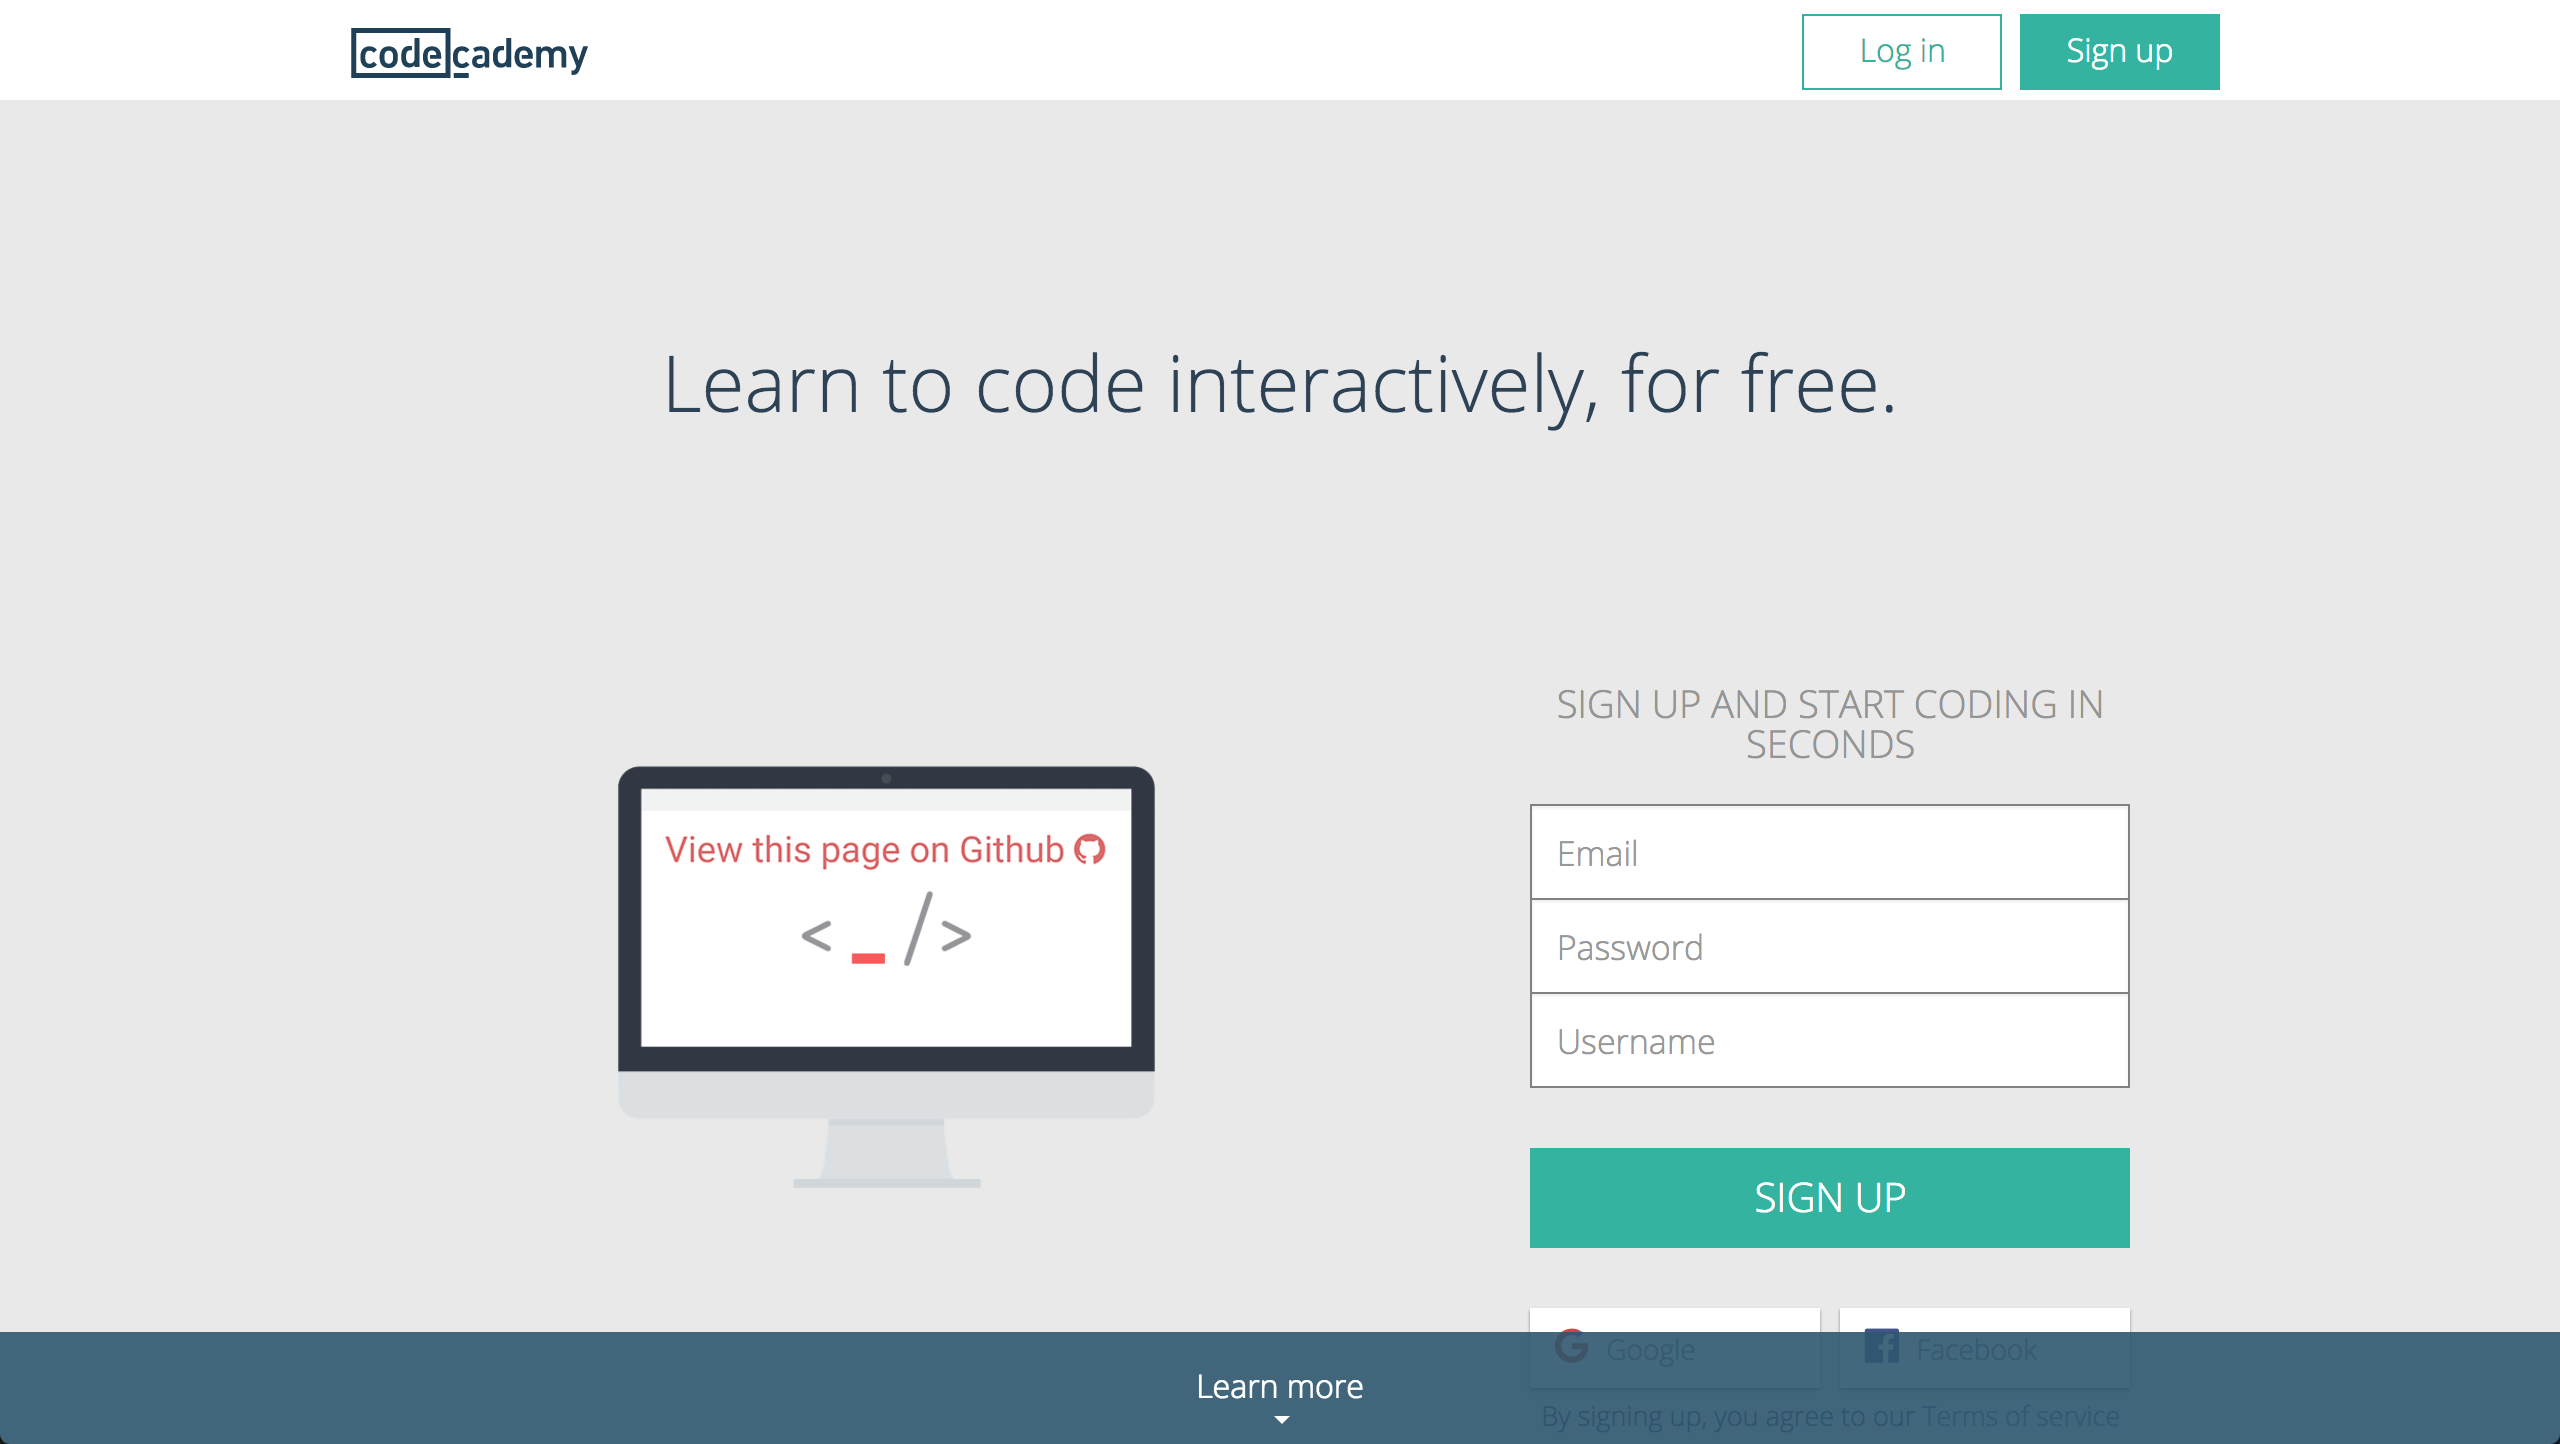 codecademy
Log in
Sign up
Learn to code interactively, for free.
View this page on Github
< _ />
SIGN UP AND START CODING IN
SECONDS
Email
Password
Username
SIGN UP
Google
Facebook
Learn more
By signing up, you agree to our Terms of service